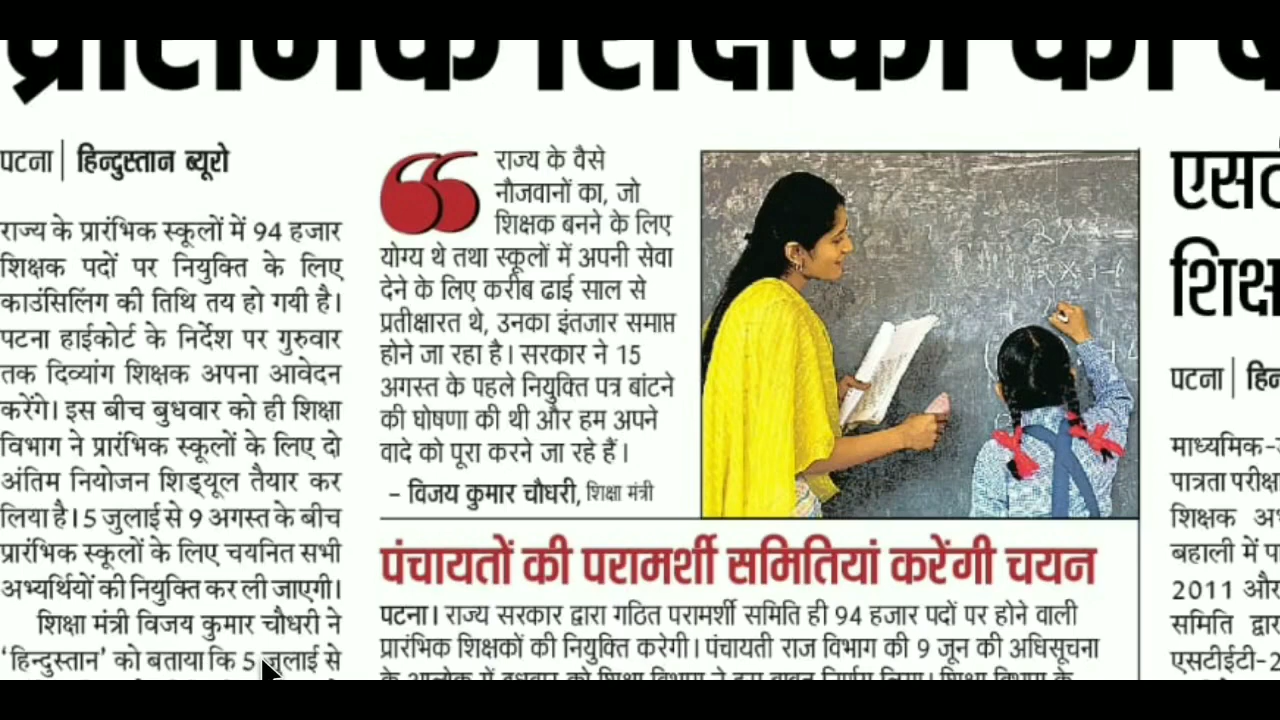 पटना | हिन्दुस्तान ब्यूरो
राज्य के प्रारंभिक स्कूलों में 94 हजार
शिक्षक पदों पर नियुक्ति के लिए
काउंसिलिंग की तिथि तय हो गयी है।
पटना हाईकोर्ट के निर्देश पर गुरुवार
तक दिव्यांग शिक्षक अपना आवेदन
करेंगे। इस बीच बुधवार को ही शिक्षा
विभाग ने प्रारंभिक स्कूलों के लिए दो
अंतिम नियोजन शिड्यूल तैयार कर
लिया है। 5 जुलाई से 9 अगस्त के बीच
प्रारंभिक स्कूलों के लिए चयनित सभी
अभ्यर्थियों की नियुक्ति कर ली जाएगी।
शिक्षा मंत्री विजय कुमार चौधरी ने
'हिन्दुस्तान' को बताया कि 5 जुलाई से
राज्य के वैसे
नौजवानों का, जो
शिक्षक बनने के लिए
योग्य थे तथा स्कूलों में अपनी सेवा
देने के लिए करीब ढाई साल से
प्रतीक्षारत थे, उनका इंतजार समाप्त
होने जा रहा है। सरकार ने 15
अगस्त के पहले नियुक्ति पत्र बांटने
की घोषणा की थी और हम अपने
वादे को पूरा करने जा रहे हैं।
– विजय कुमार चौधरी, शिक्षा मंत्री
पंचायतों की परामर्शी समितियां करेंगी चयन
पटना। राज्य सरकार द्वारा गठित परामर्शी समिति ही 94 हजार पदों पर होने वाली
प्रारंभिक शिक्षकों की नियुक्ति करेगी। पंचायती राज विभाग की 9 जून की अधिसूचना
पटना |
माध्यमिक-
पात्रता परीक्षा
शिक्षक
बहाली में
2011 और
समिति
एसटीईटी-2